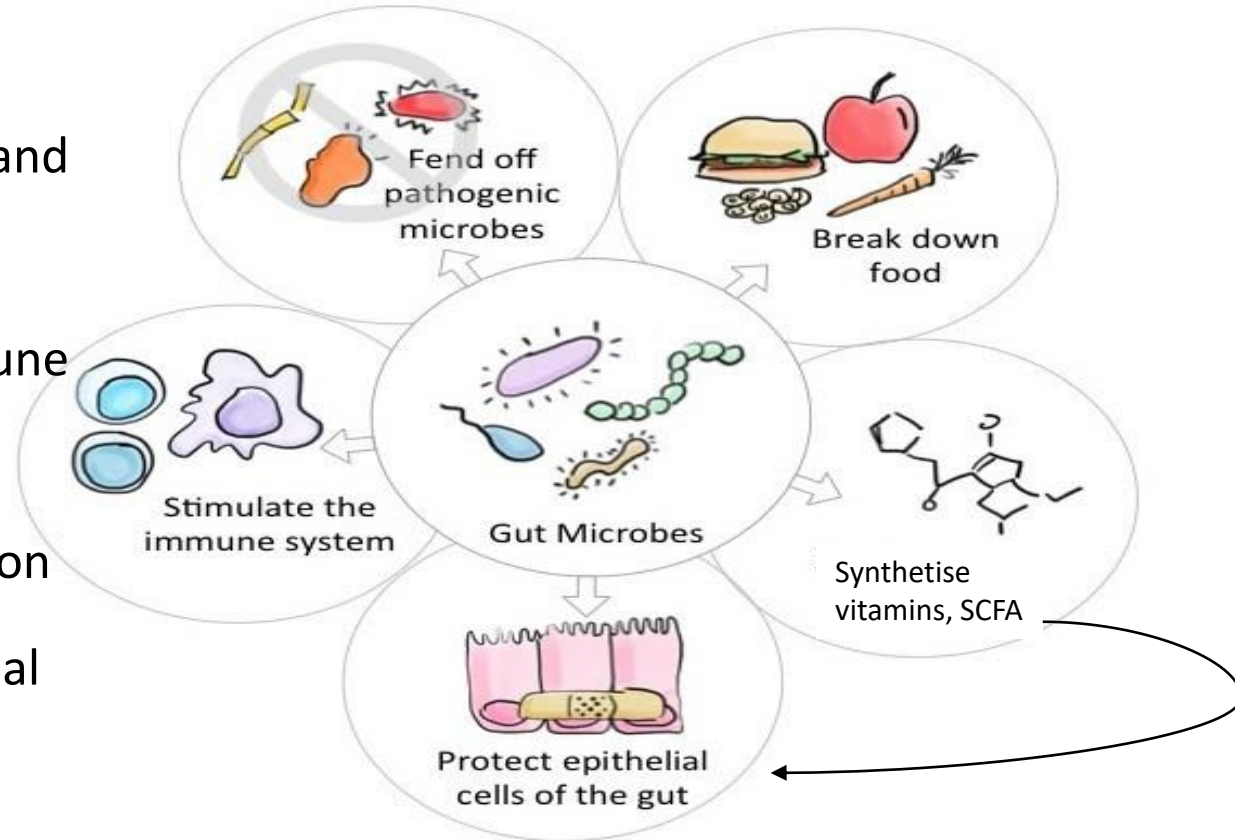 and
une
on
al
Fend off
pathogenic
microbes
Break down
food
Stimulate the
immune system
Gut Microbes
Synthetise
vitamins, SCFA
Protect epithelial
cells of the gut